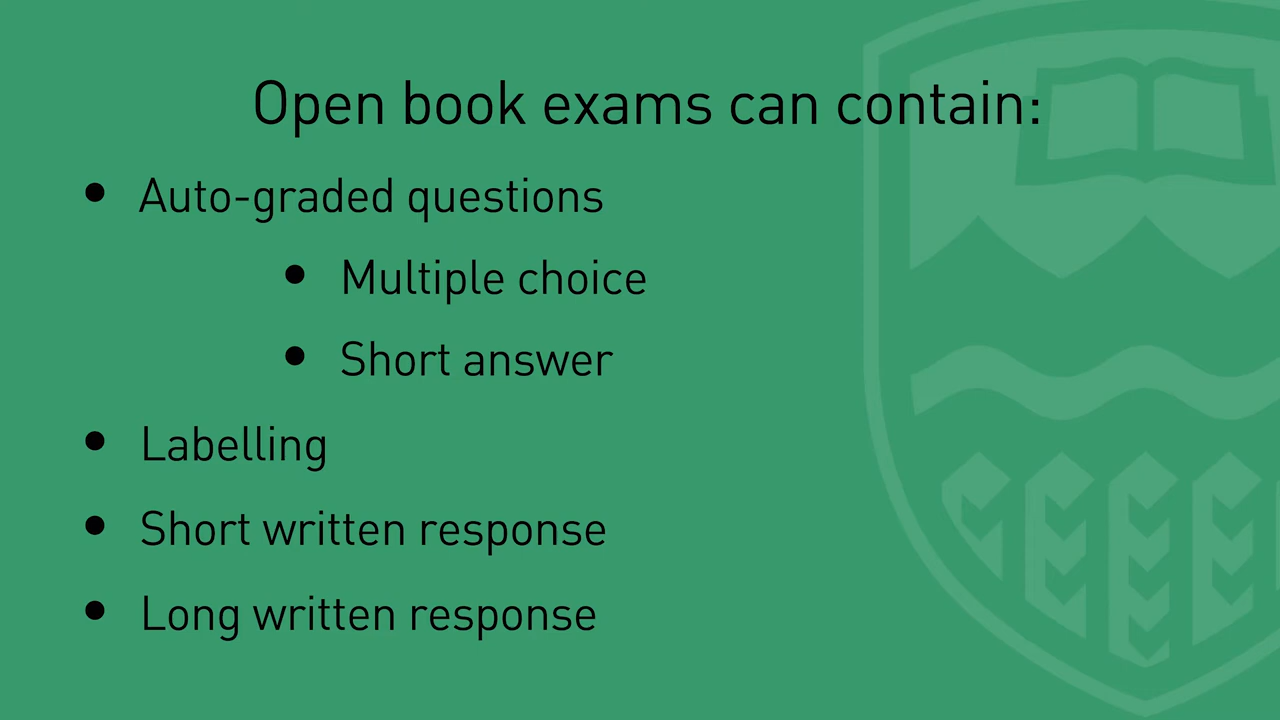 Open book exams can contain:
• Auto-graded questions
• Multiple choice
• Short answer
• Labelling
• Short written response
• Long written response